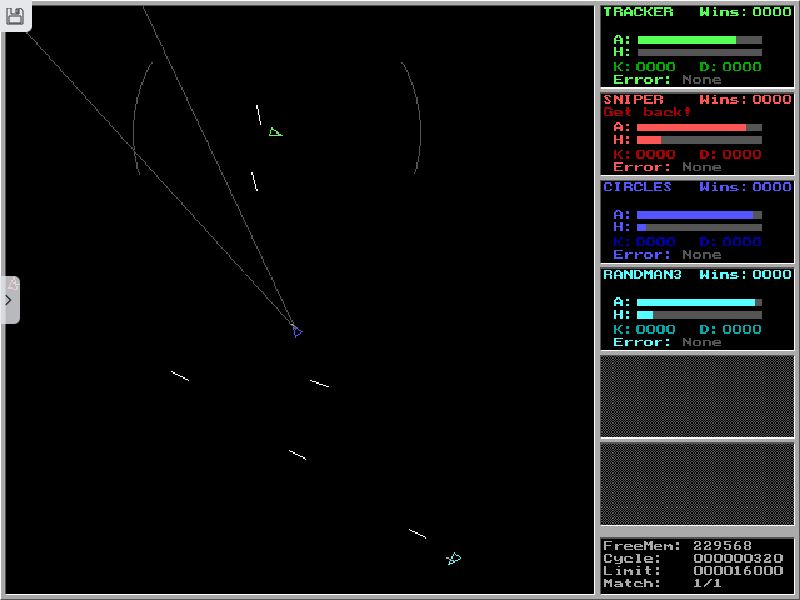 TRACKER Wins:0000
A:
H:
K:0000 D:0000
Error: None
SNIPER Wins:0000
Get back!
A:
H:
K:0000 D:0000
Error: None
CIRCLES Wins:0000
A:
H:
K:0000 D:0000
Error: None
RANDMAN3 Wins:0000
A:
H:
K:0000 D:0000
Error: None
FreeMem: 229568
Cycle: 000000320
Limit: 000016000
Match: 1/1